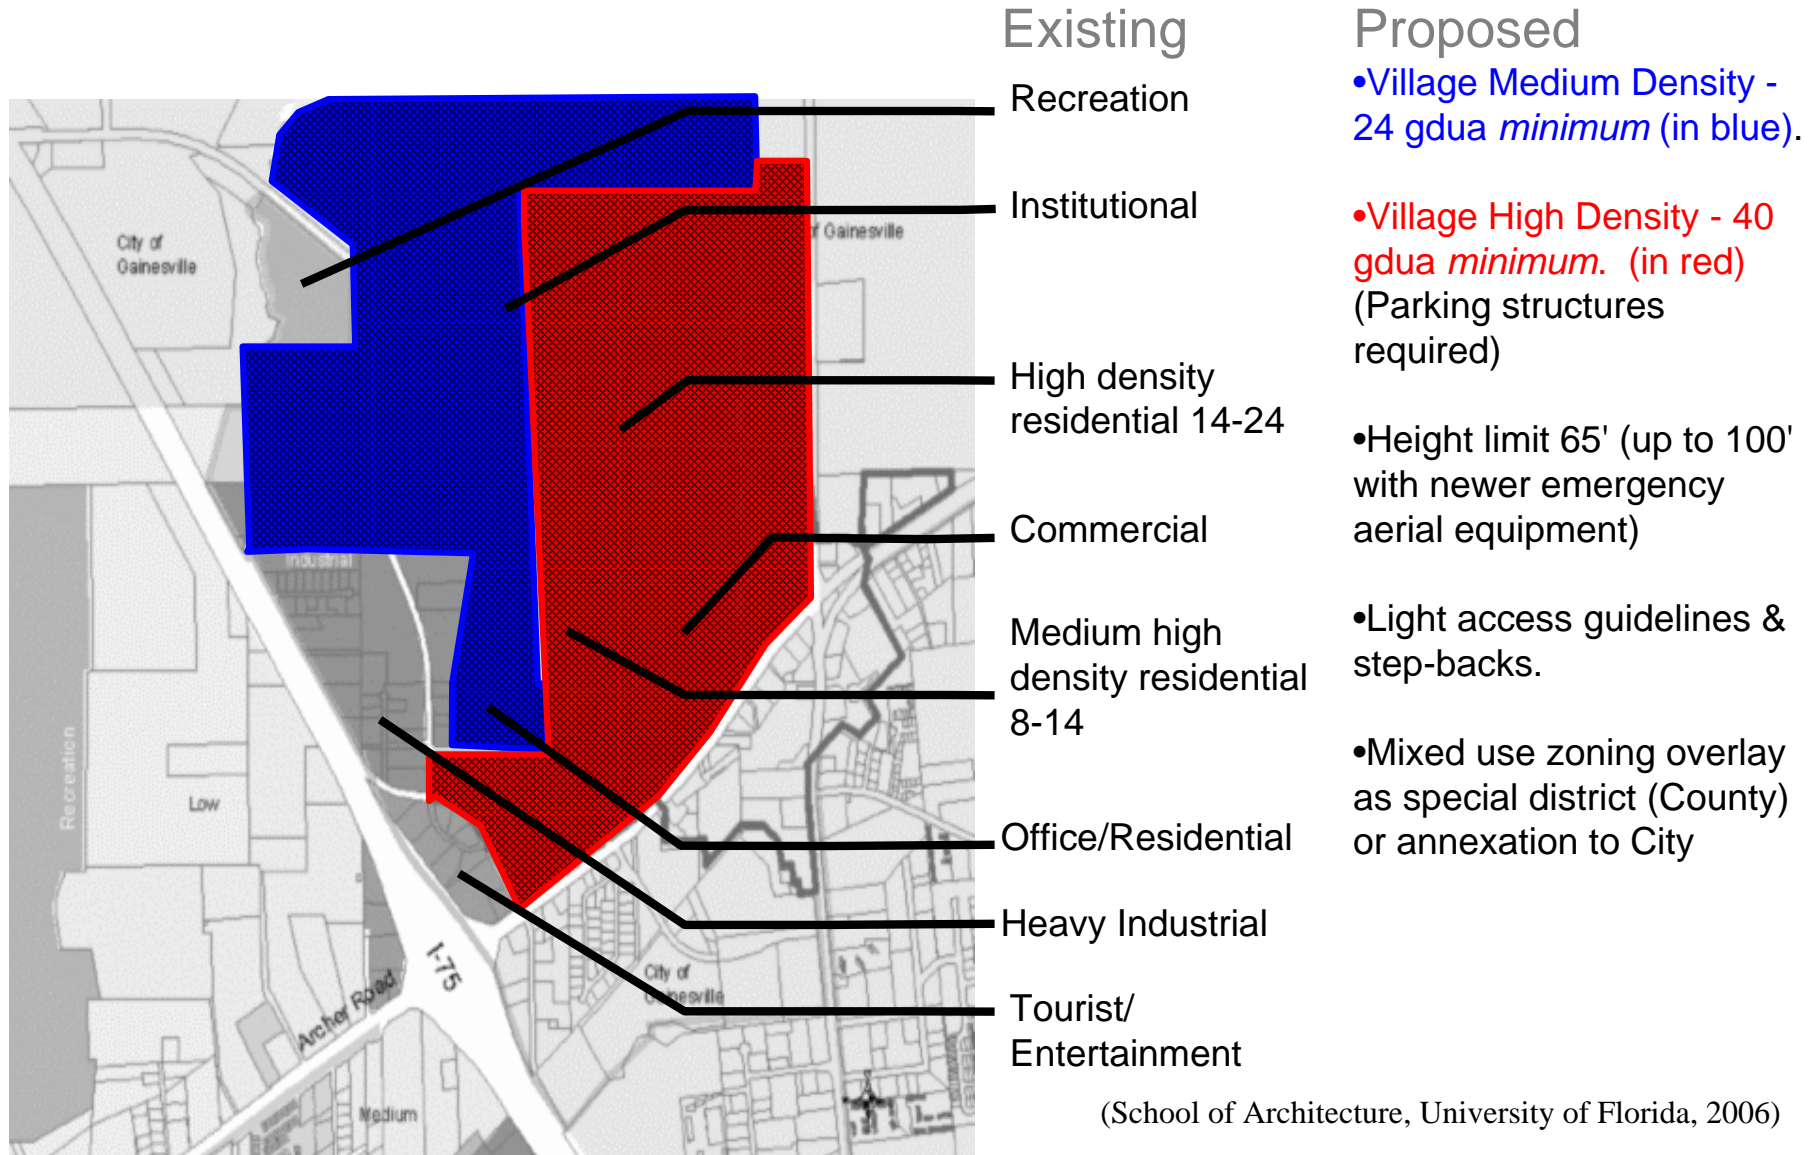 Existing
Recreation
Institutional
High density
residential 14-24
Commercial
Medium high
density residential
8-14
Office/Residential
Heavy Industrial
Tourist/
Entertainment
Proposed
•Village Medium Density -
24 gdua minimum (in blue).
•Village High Density - 40
gdua minimum.  (in red)
(Parking structures
required)
•Height limit 65' (up to 100'
with newer emergency
aerial equipment)
•Light access guidelines &
step-backs.
•Mixed use zoning overlay
as special district (County)
or annexation to City
(School of Architecture, University of Florida, 2006)
City of
Gainesville
of Gainesville
Industrial
Recreation
Low
I-75
Archer Road
City of
Gainesville
Medium